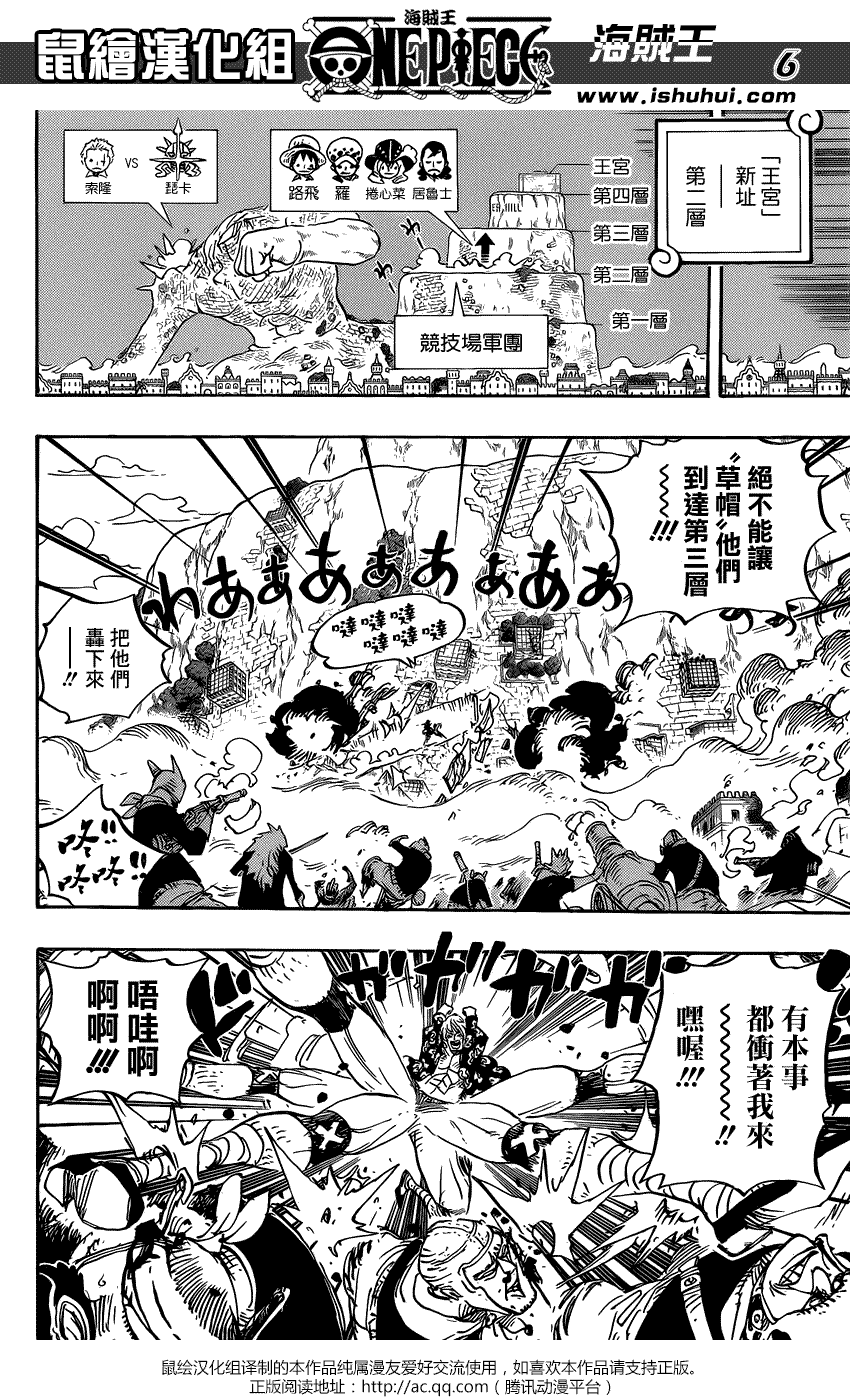 鼠繪漢化組
海賊王
ONE PIECE
海賊王
www.ishuhui.com
6
「王宮」
新址
──
第二層
索隆
VS
琵卡
路飛
羅
捲心菜
居魯士
王宮
第四層
第三層
第二層
第一層
競技場軍團
わ
わ
絕不能讓
〝草帽〞他們
到達第三層
～～～!!!
わあああああぁあぁ
噠噠噠
噠噠噠
把他們
轟下來
──!!
咚!!
咚咚!!
有本事
都衝著我來
～～～～!!
嘿喔!!!
ドガガガガ
唔哇啊
啊啊!!!
鼠绘汉化组译制的本作品纯属漫友爱好交流使用，如喜欢本作品请支持正版。
正版阅读地址：http://ac.qq.com（腾讯动漫平台）